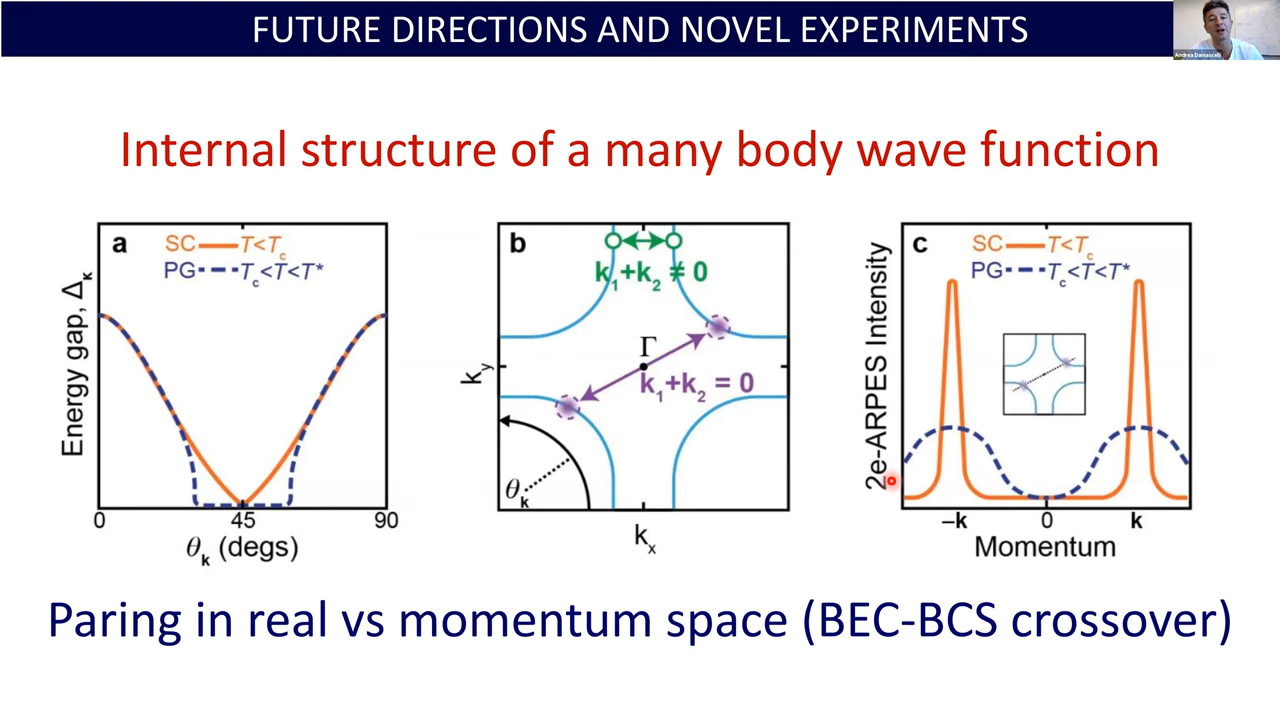 FUTURE DIRECTIONS AND NOVEL EXPERIMENTS
Andrea Damascelli
Internal structure of a many body wave function
a
SC T<Tc
PG Tc<T<T*
Energy gap, Δk
0 45 90
θk (degs)
b
k1+k2 ≠ 0
Γ
k1+k2 = 0
θk
ky
kx
c
SC T<Tc
PG Tc<T<T*
2e-ARPES Intensity
–k 0 k
Momentum
Paring in real vs momentum space (BEC-BCS crossover)